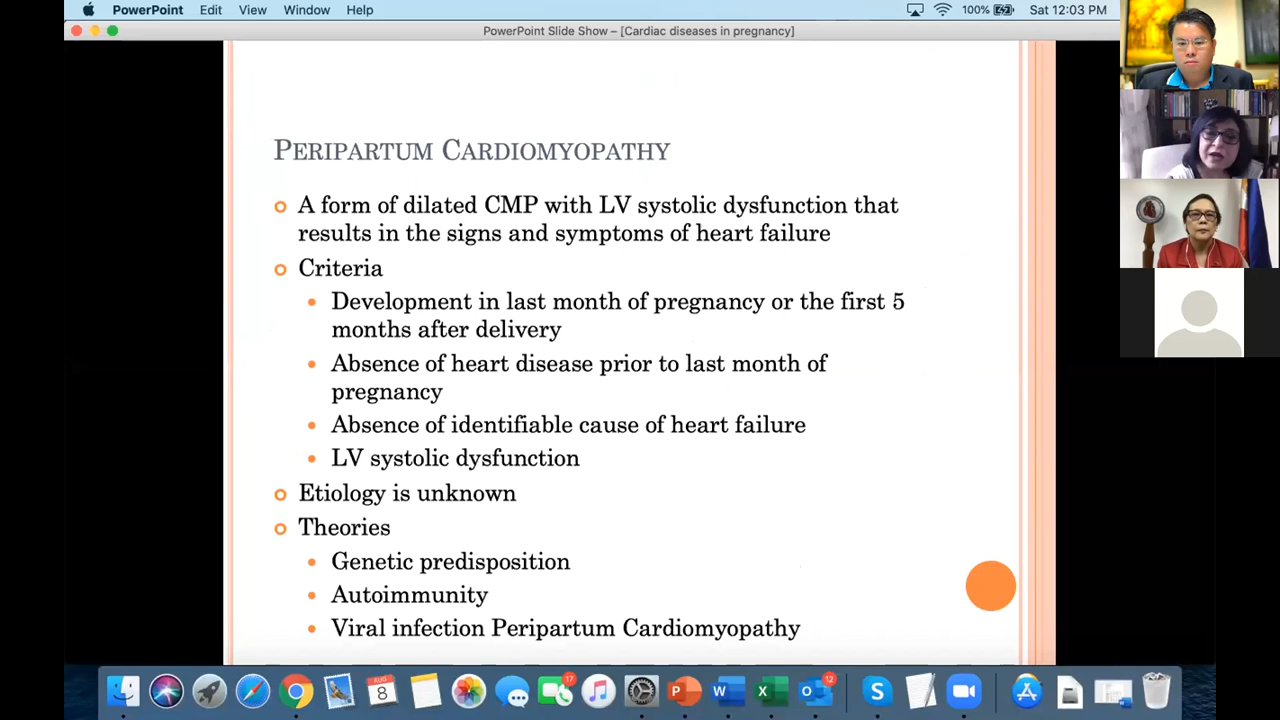 PowerPoint Edit View Window Help 100% Sat 12:03 PM
PowerPoint Slide Show – [Cardiac diseases in pregnancy]
PERIPARTUM CARDIOMYOPATHY
A form of dilated CMP with LV systolic dysfunction that
results in the signs and symptoms of heart failure
Criteria
Development in last month of pregnancy or the first 5
months after delivery
Absence of heart disease prior to last month of
pregnancy
Absence of identifiable cause of heart failure
LV systolic dysfunction
Etiology is unknown
Theories
Genetic predisposition
Autoimmunity
Viral infection Peripartum Cardiomyopathy
AUG
8
17
12